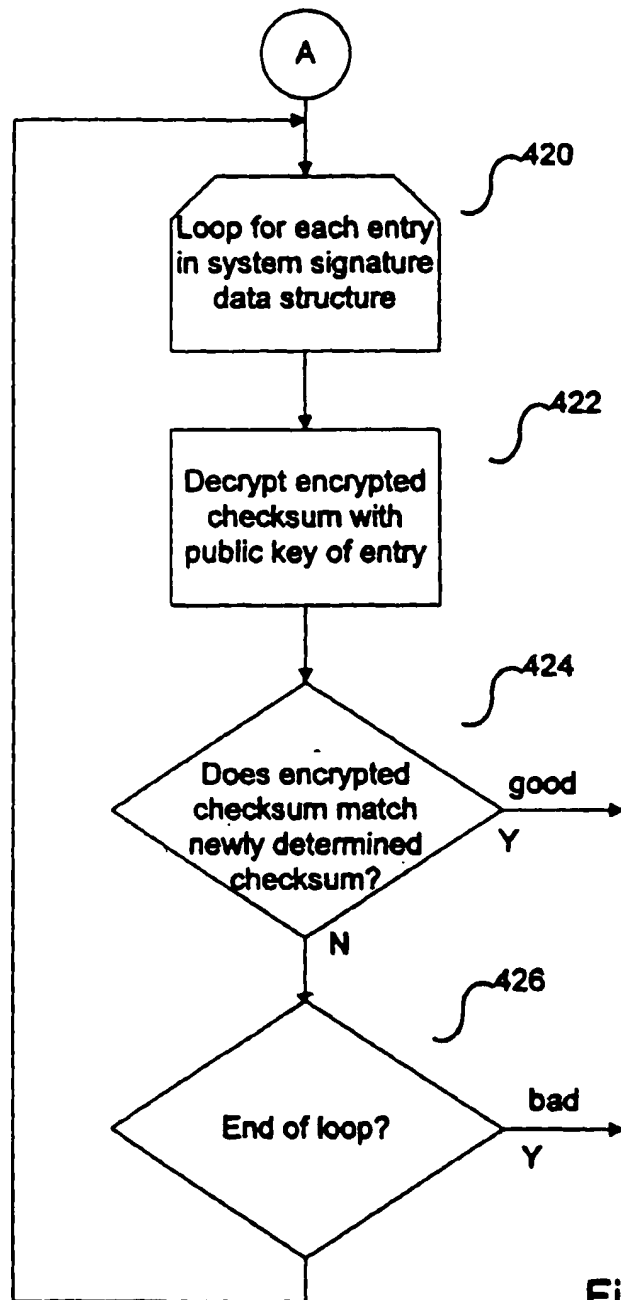 A
420
Loop for each entry
in system signature
data structure
422
Decrypt encrypted
checksum with
public key of entry
424
Does encrypted
checksum match
newly determined
checksum?
good
Y
N
426
End of loop?
bad
Y